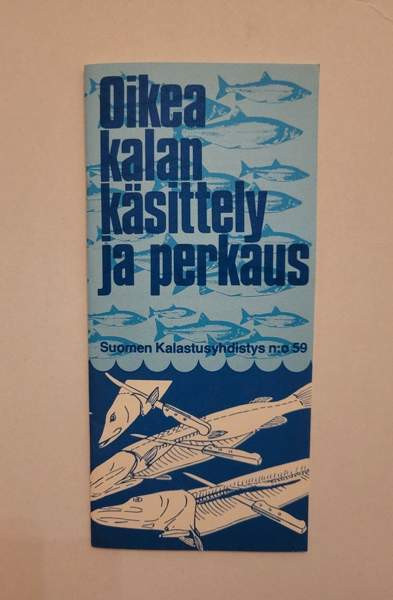 Oikea
kalan
käsittely
ja perkaus
Suomen Kalastusyhdistys n:o 59